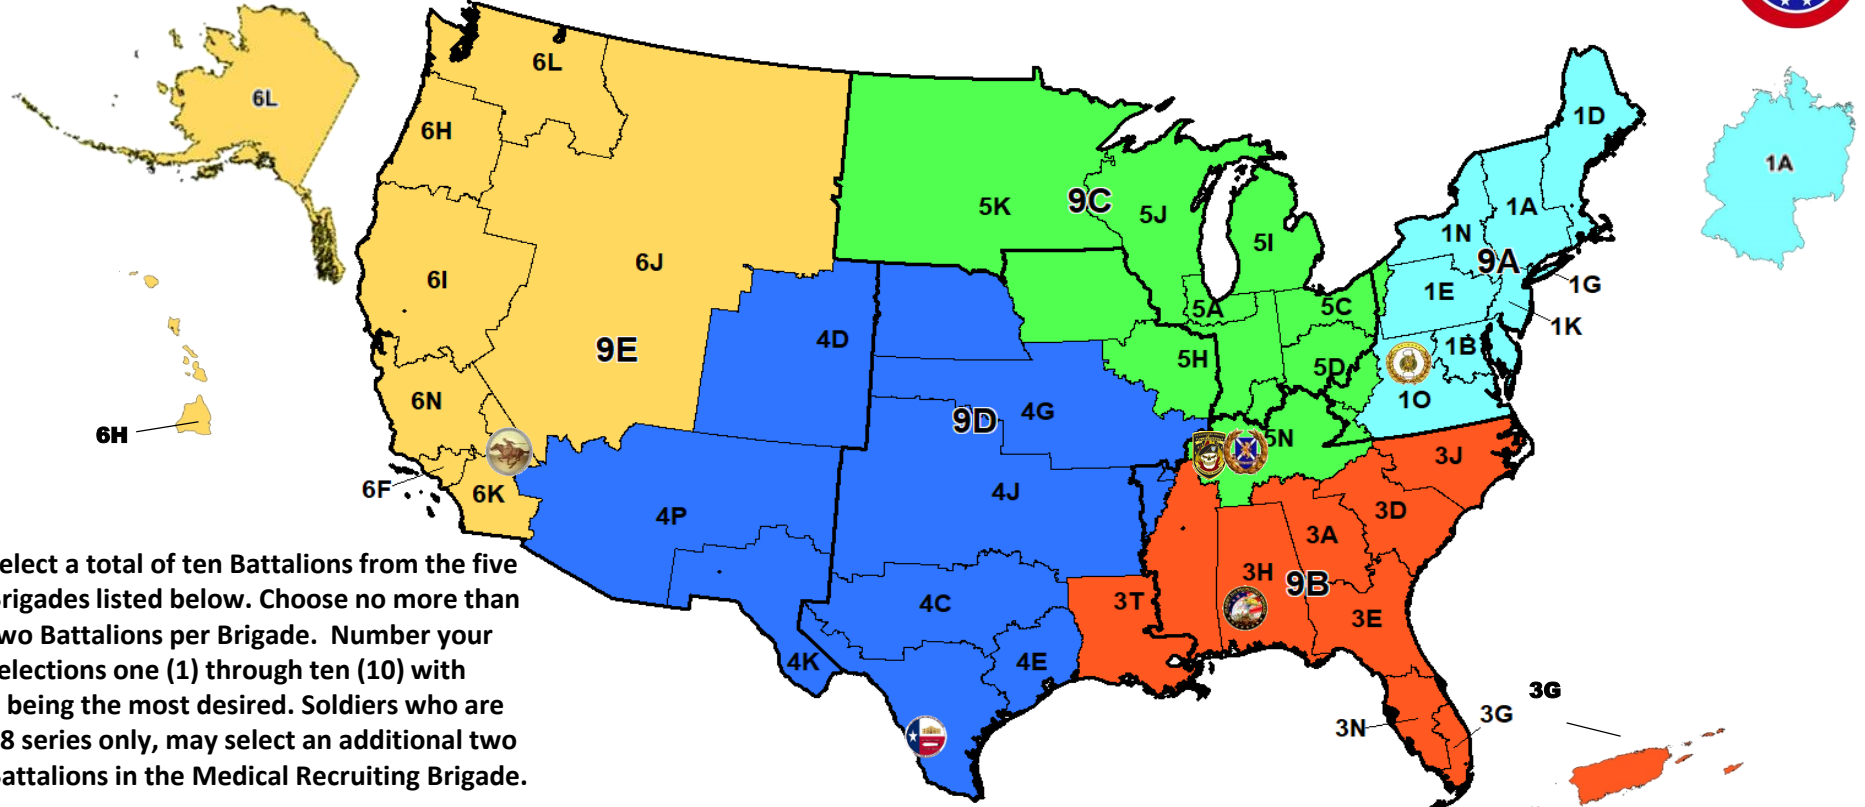 6L
6L
6H
6I
6J
9E
6N
6F
6K
6H
5K
9C
5J
5I
5A
5C
5H
5D
5N
1D
1A
1N
9A
1G
1E
1K
1B
1O
1A
4D
4G
9D
4J
4P
4C
4E
4K
3J
3D
3A
3H
9B
3T
3E
3N
3G
3G
elect a total of ten Battalions from the five
Brigades listed below. Choose no more than
wo Battalions per Brigade. Number your
elections one (1) through ten (10) with
being the most desired. Soldiers who are
8 series only, may select an additional two
Battalions in the Medical Recruiting Brigade.